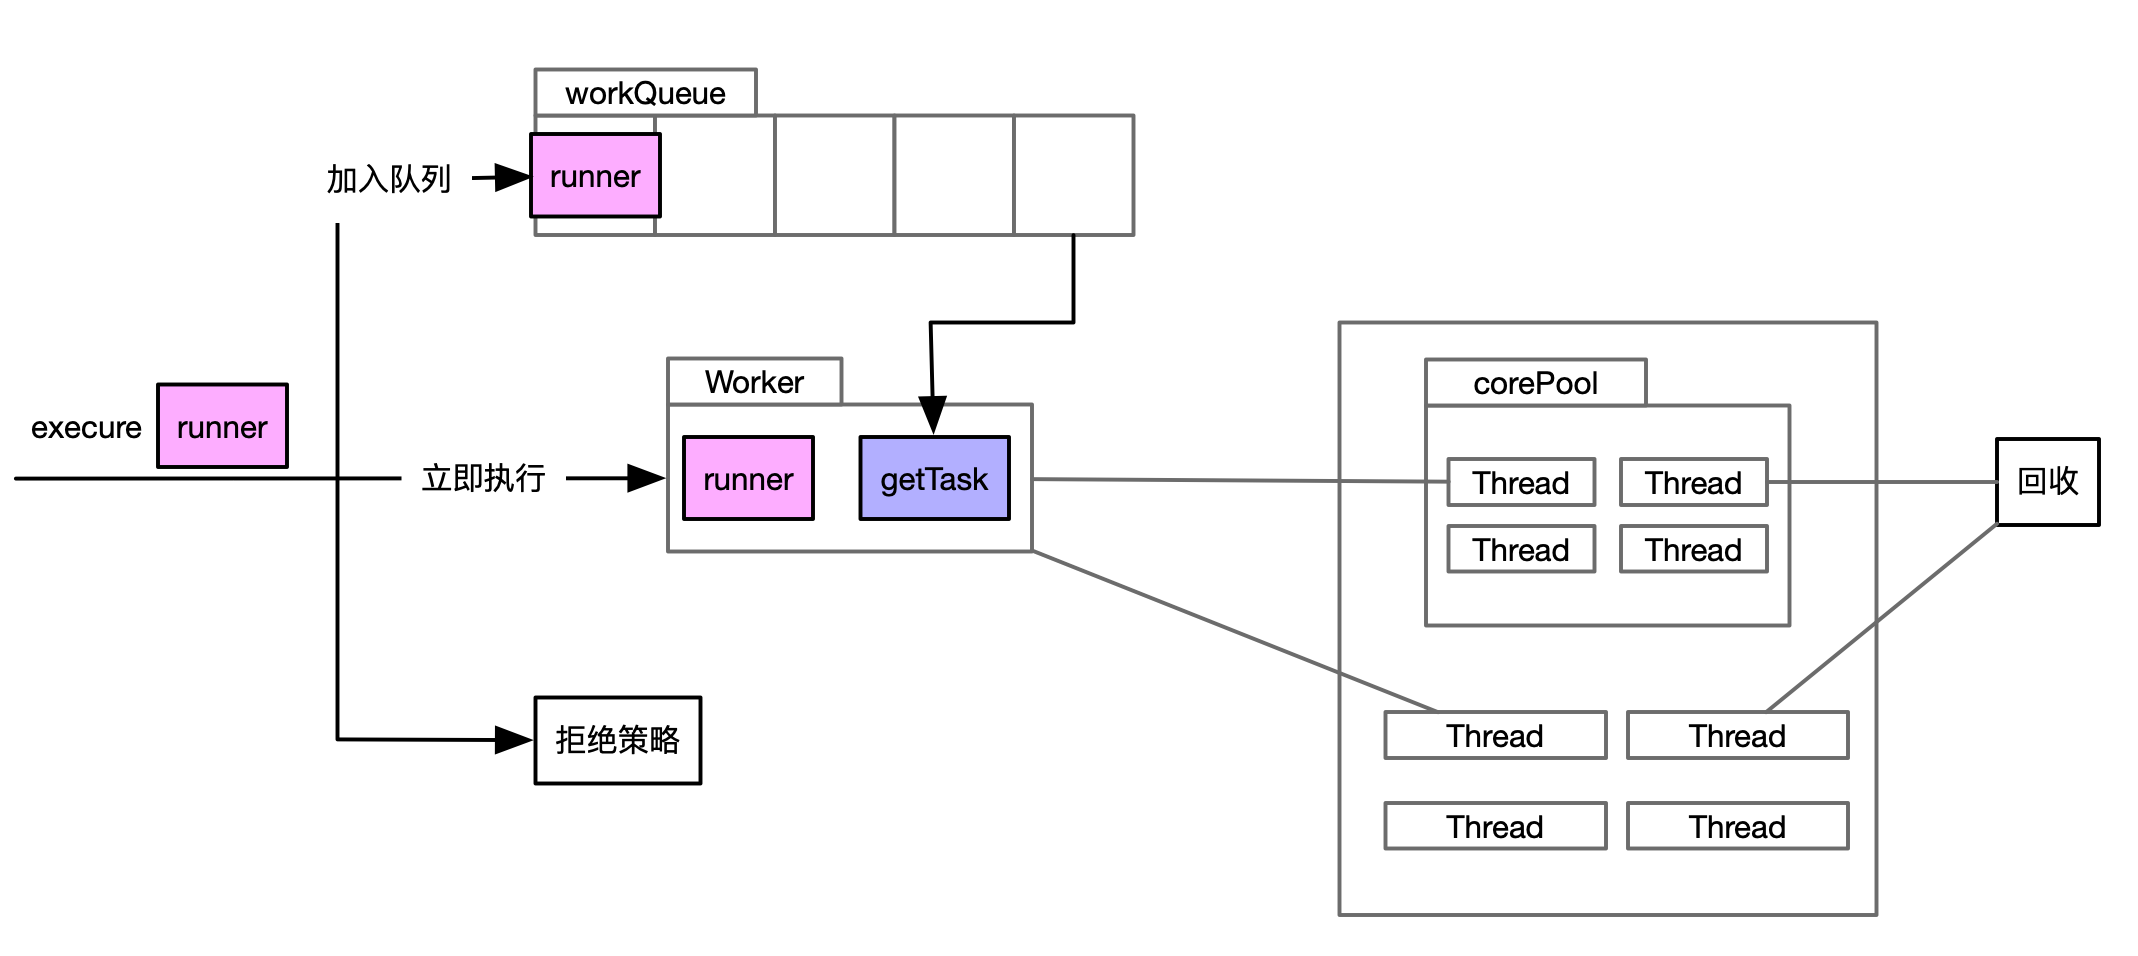 workQueue
加入队列
runner
Worker
corePool
execure
runner
立即执行
runner
getTask
Thread
Thread
回收
Thread
Thread
拒绝策略
Thread
Thread
Thread
Thread